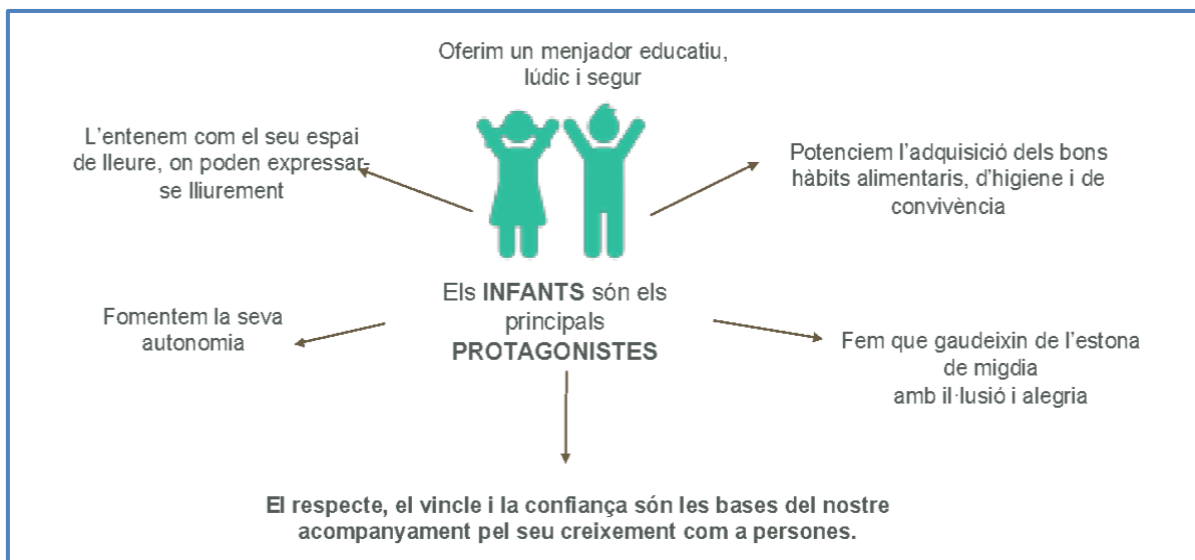 Oferim un menjador educatiu,
lúdic i segur
L'entenem com el seu espai
de lleure, on poden expressar-
se lliurement
Potenciem l'adquisició dels bons
hàbits alimentaris, d'higiene i de
convivència
Els INFANTS són els
principals
PROTAGONISTES
Fomentem la seva
autonomia
Fem que gaudeixin de l'estona
de migdia
amb il·lusió i alegria
El respecte, el vincle i la confiança són les bases del nostre
acompanyament pel seu creixement com a persones.